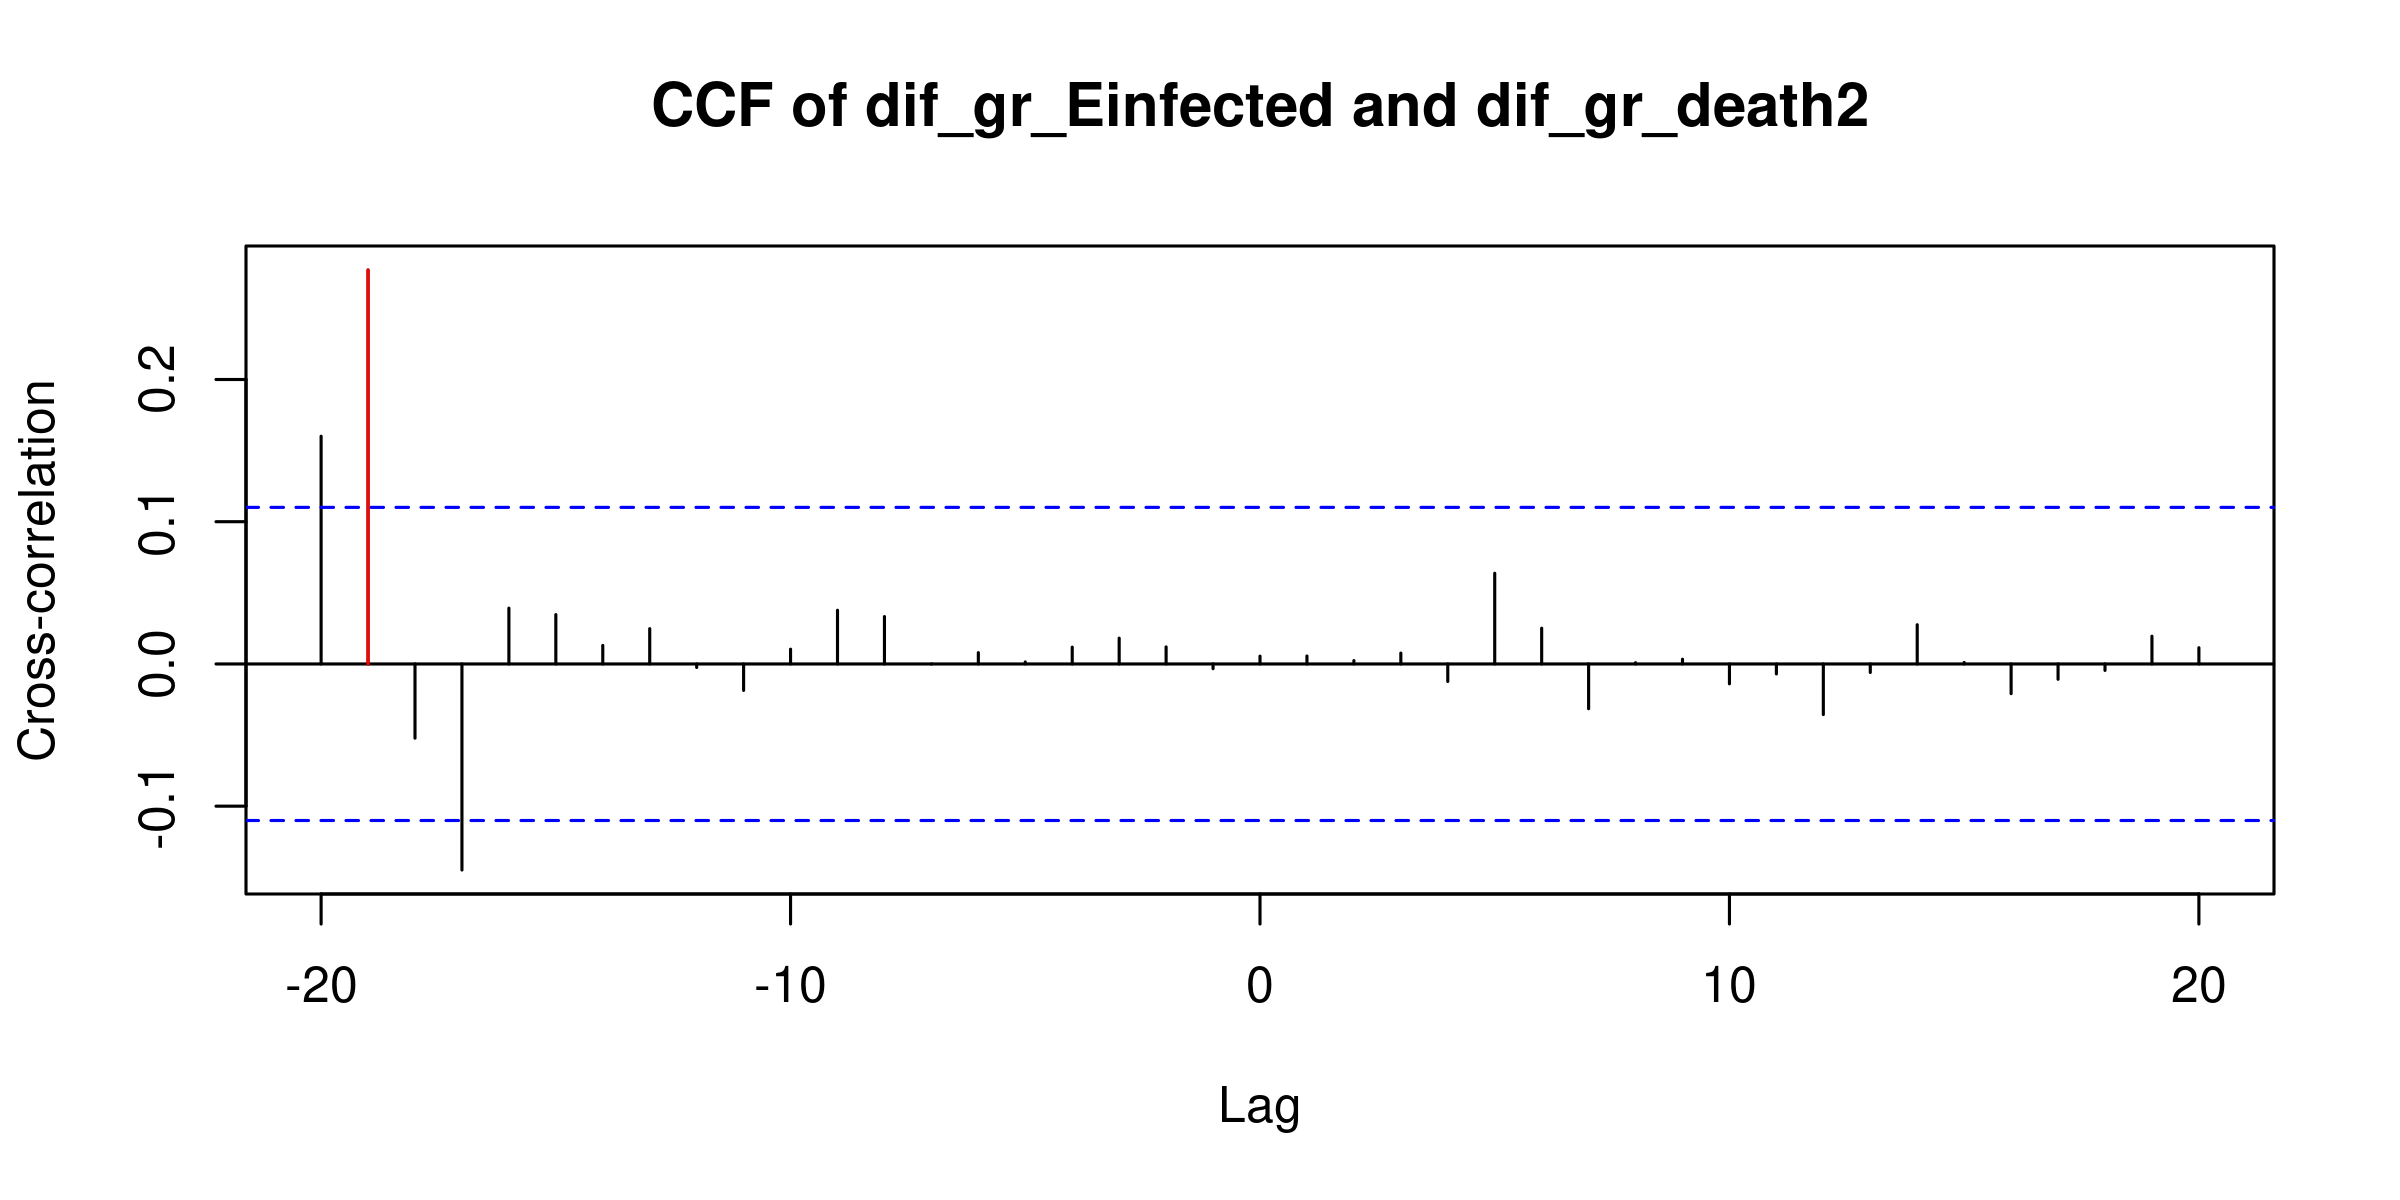 CCF of dif_gr_Einfected and dif_gr_death2
Cross-correlation
0.2
0.1
0.0
-0.1
-20 -10 0 10 20
Lag